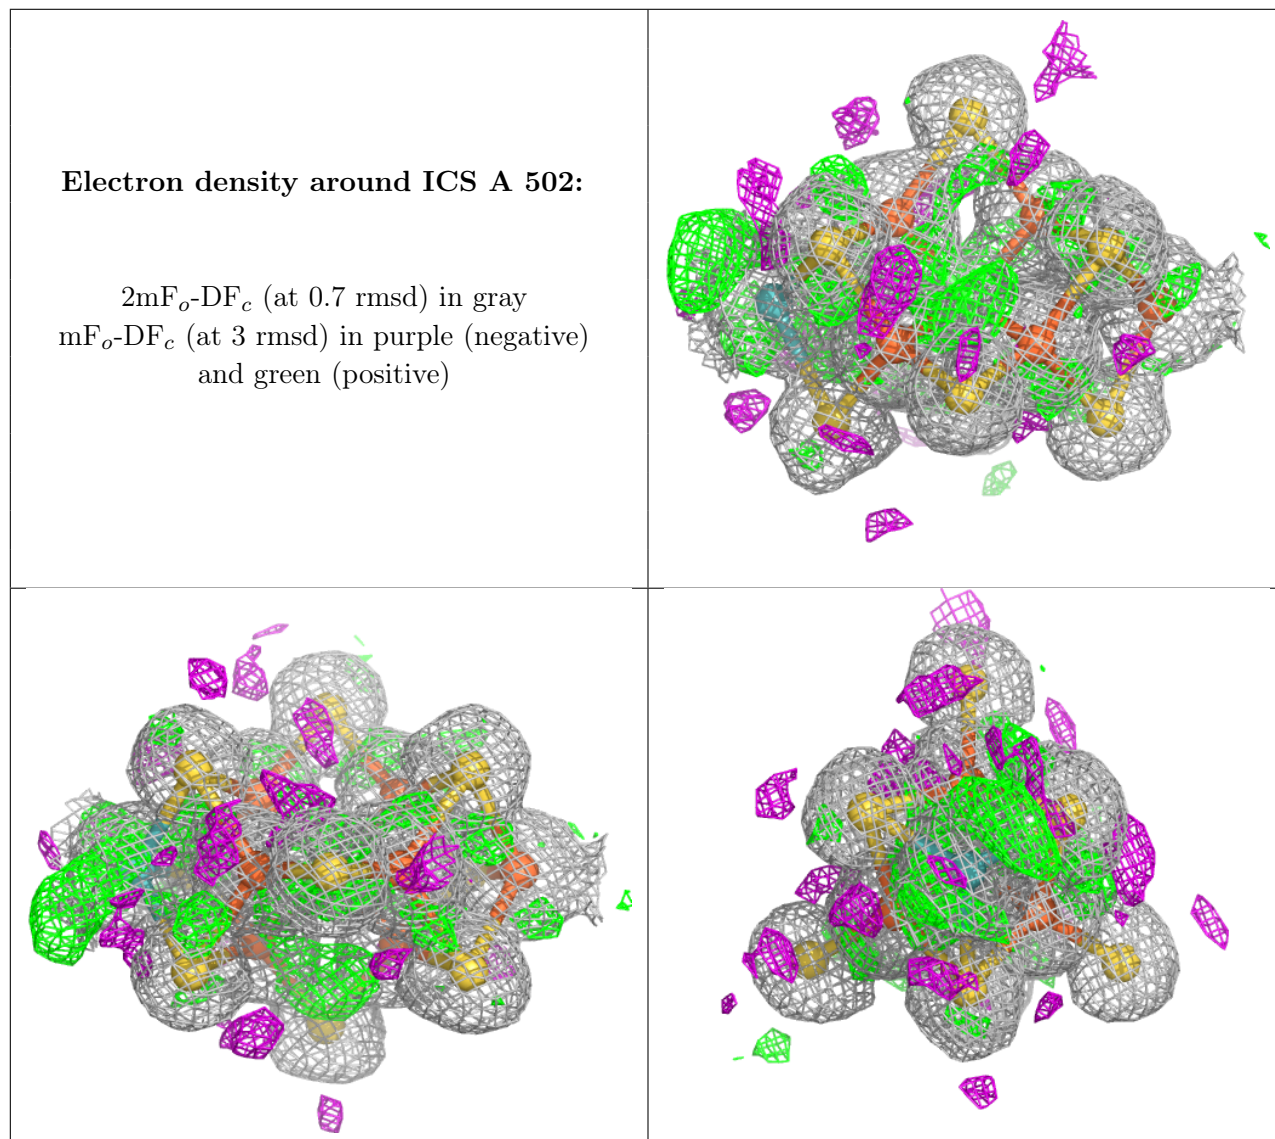 Electron density around ICS A 502:
2mFo-DFc (at 0.7 rmsd) in gray
mFo-DFc (at 3 rmsd) in purple (negative)
and green (positive)